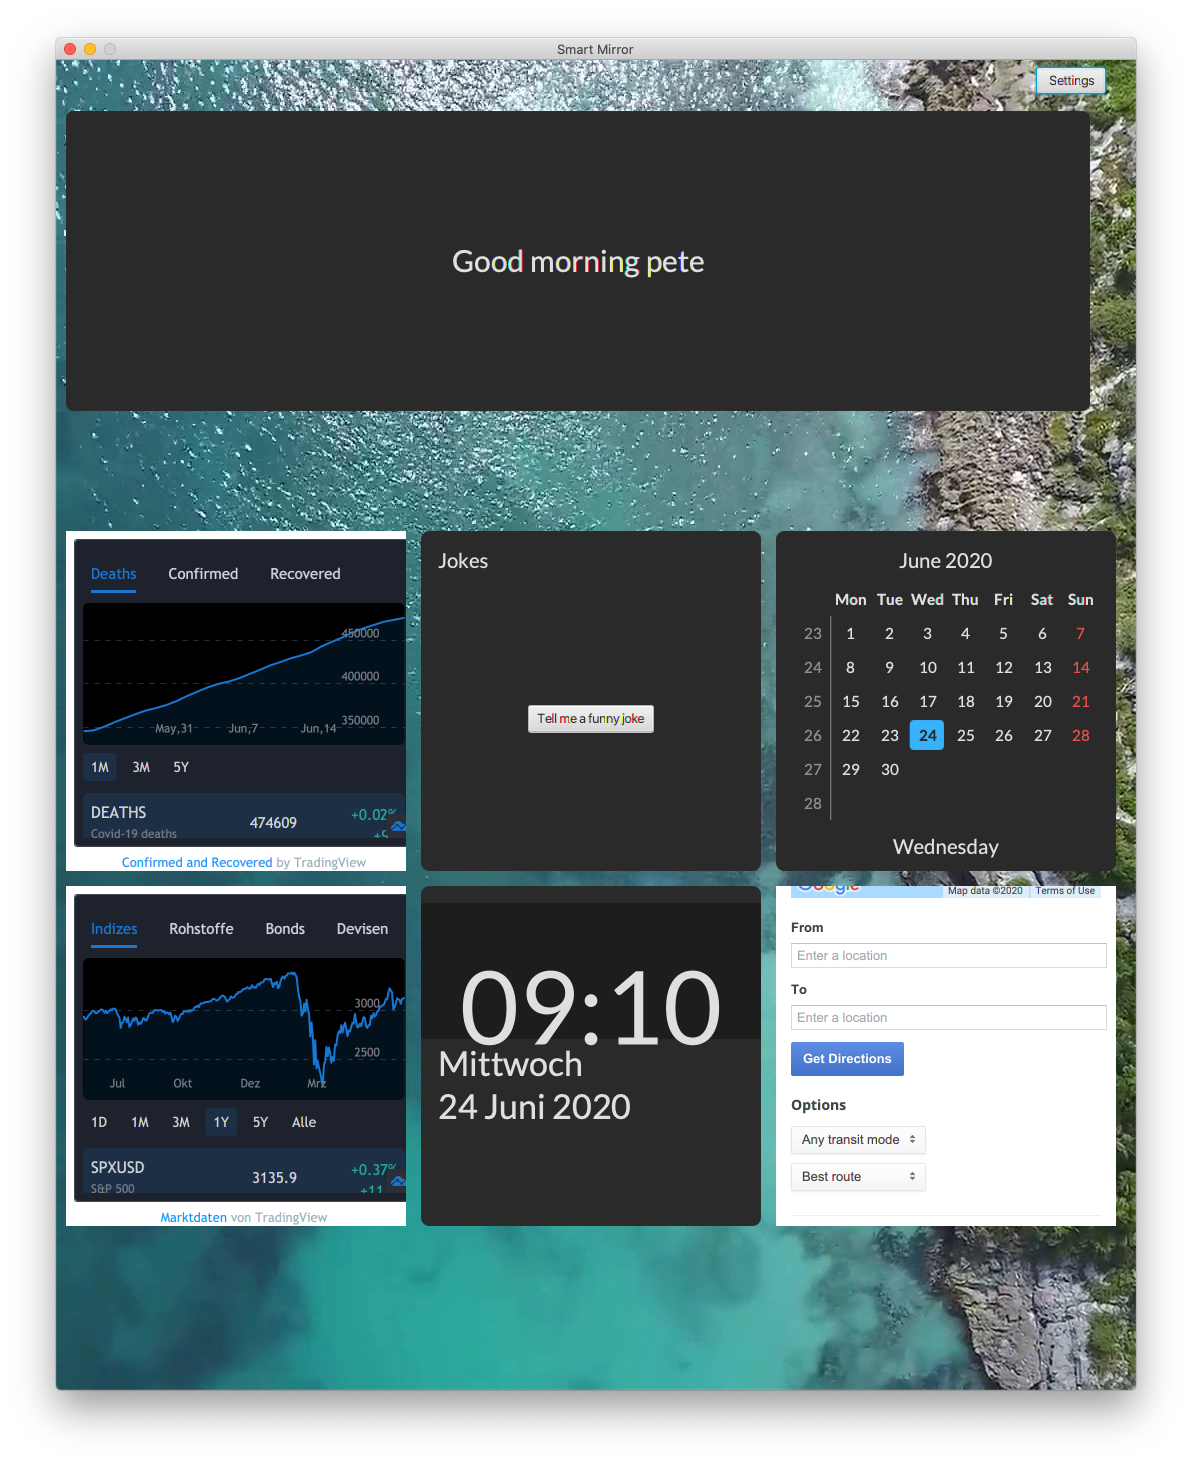 Smart Mirror
Settings
Good morning pete
Deaths Confirmed Recovered
450000
400000
350000
May,31 Jun,7 Jun,14
1M 3M 5Y
DEATHS 474609 +0.02%
Covid-19 deaths
Confirmed and Recovered by TradingView
Jokes
Tell me a funny joke
June 2020
Mon Tue Wed Thu Fri Sat Sun
23 1 2 3 4 5 6 7
24 8 9 10 11 12 13 14
25 15 16 17 18 19 20 21
26 22 23 24 25 26 27 28
27 29 30
28
Wednesday
Indizes Rohstoffe Bonds Devisen
3000
2500
Jul Okt Dez Mrz
1D 1M 3M 1Y 5Y Alle
SPXUSD 3135.9 +0.37%
S&P 500
Marktdaten von TradingView
09:10
Mittwoch
24 Juni 2020
Google Map data ©2020 Terms of Use
From
Enter a location
To
Enter a location
Get Directions
Options
Any transit mode
Best route